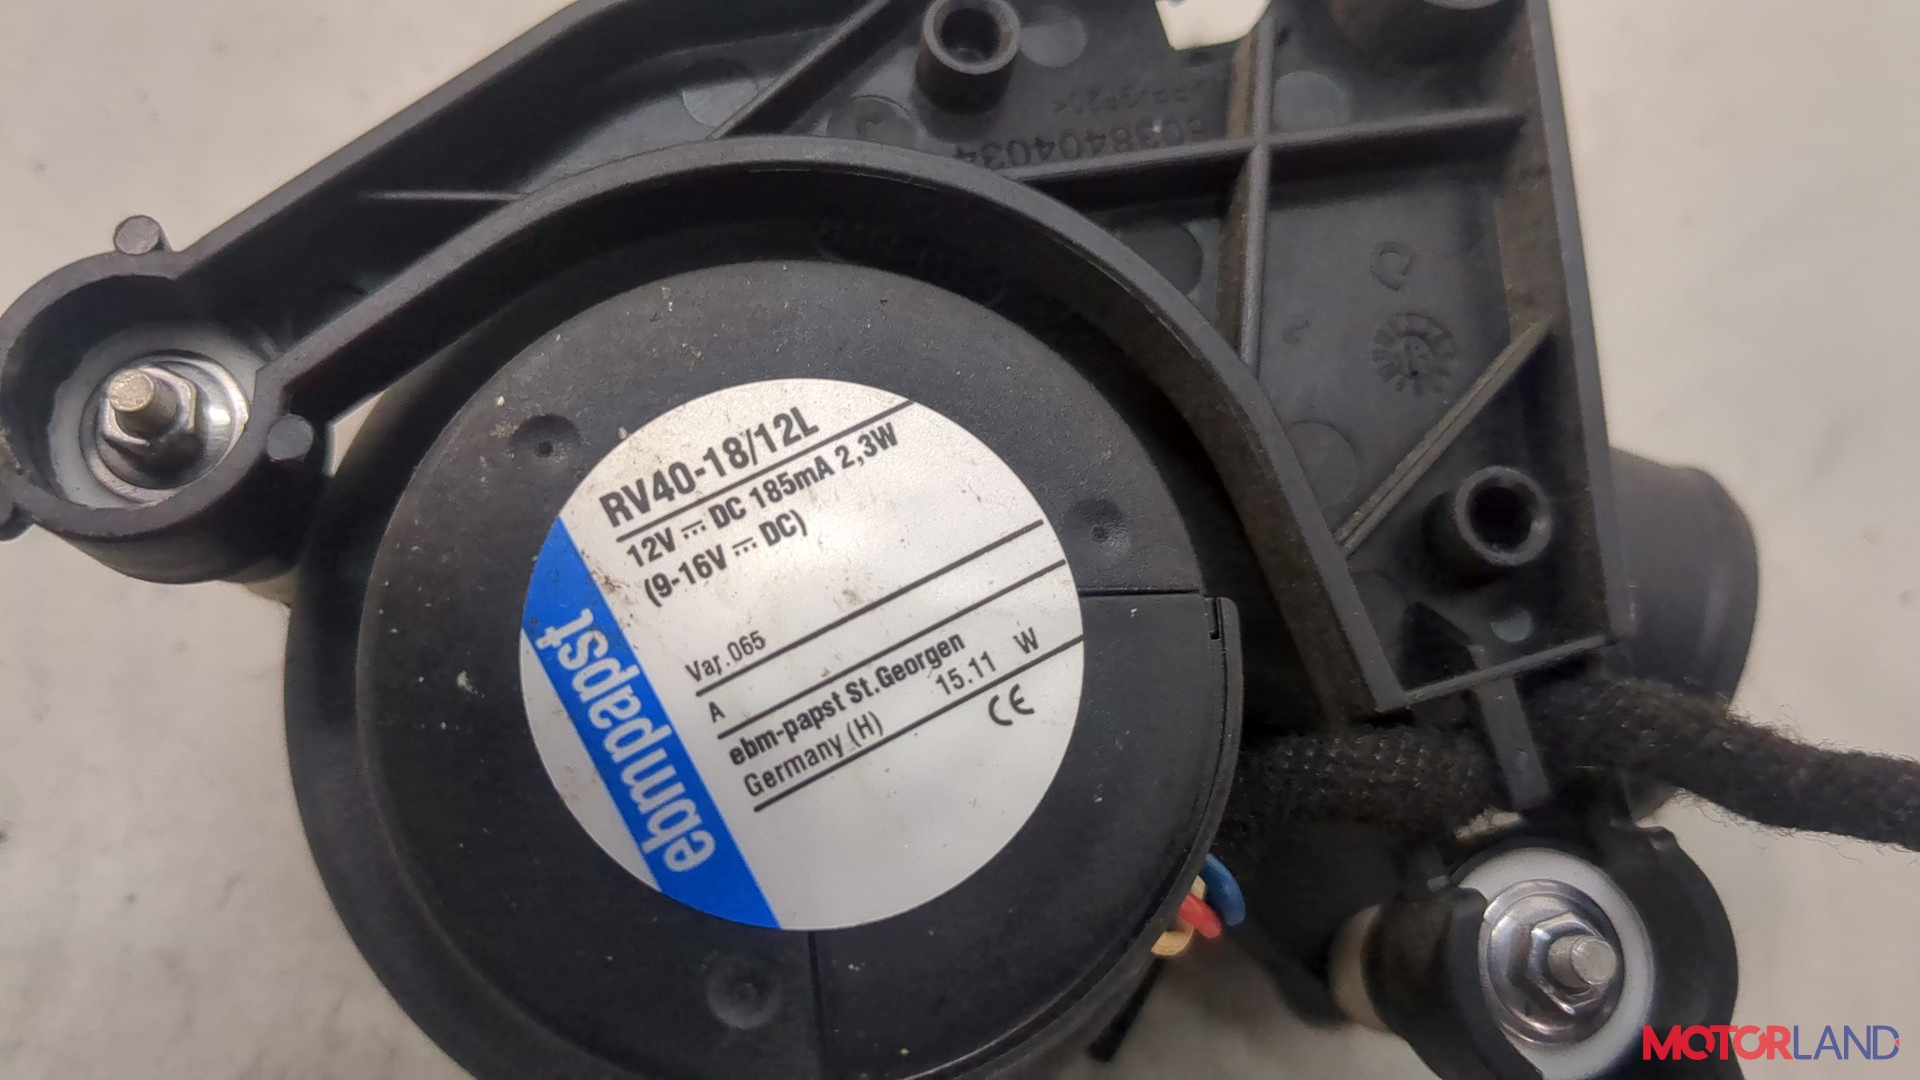 RV40-18/12L
12V ⎓ DC 185mA 2,3W
(9-16V ⎓ DC)
Var.065
A
ebm-papst St.Georgen
Germany (H) 15.11 W
CE
ebmpapst
MOTORLAND